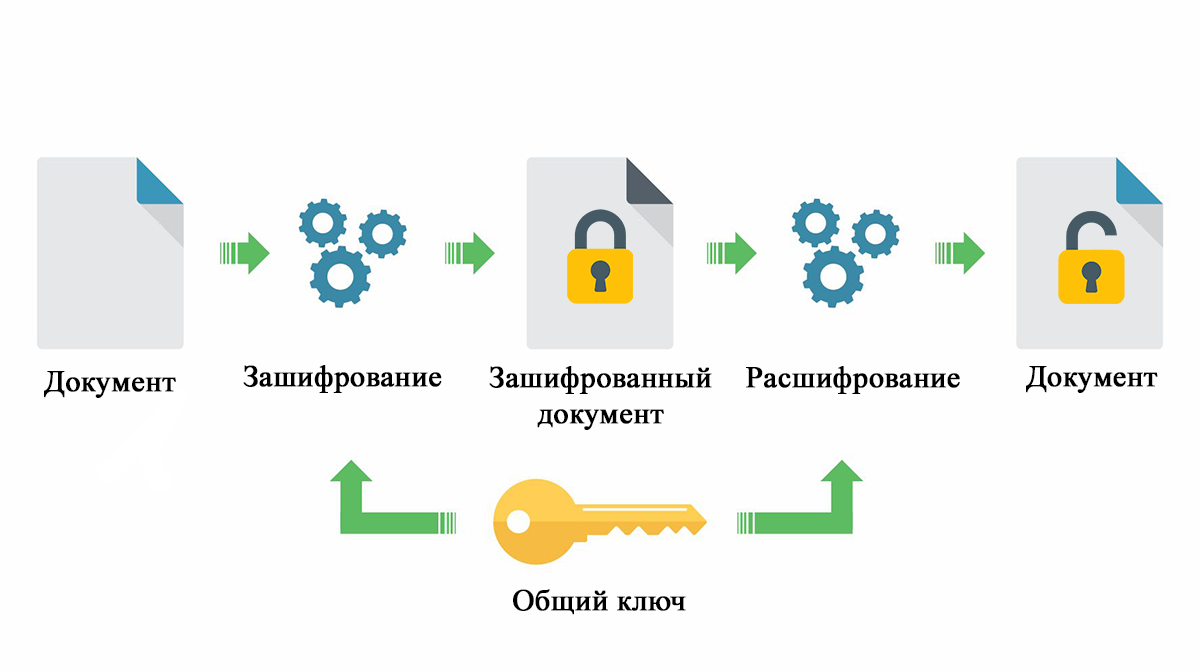 Документ
Зашифрование
Зашифрованный
документ
Расшифрование
Документ
Общий ключ